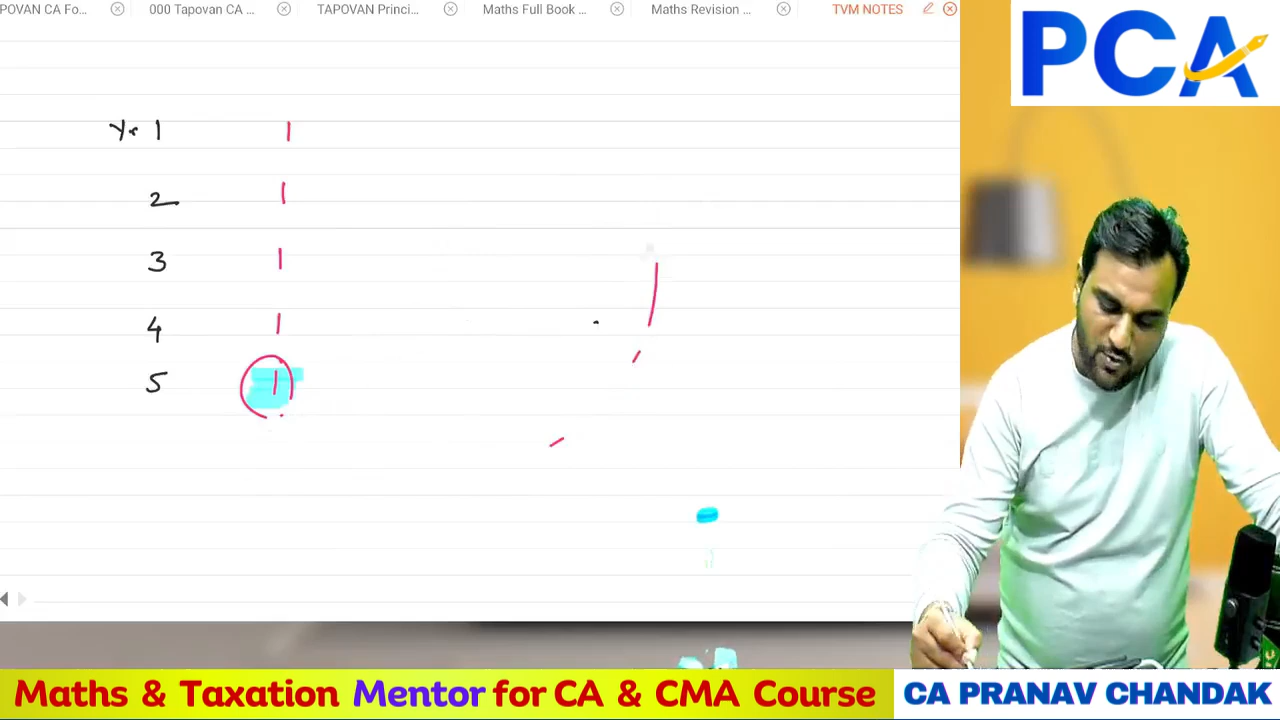 POVAN CA Fo... 000 Tapovan CA ... TAPOVAN Princi... Maths Full Book ... Maths Revision ... TVM NOTES
PCA
Yr 1 1
2 1
3 1
4 1
5 1
Maths & Taxation Mentor for CA & CMA Course
CA PRANAV CHANDAK